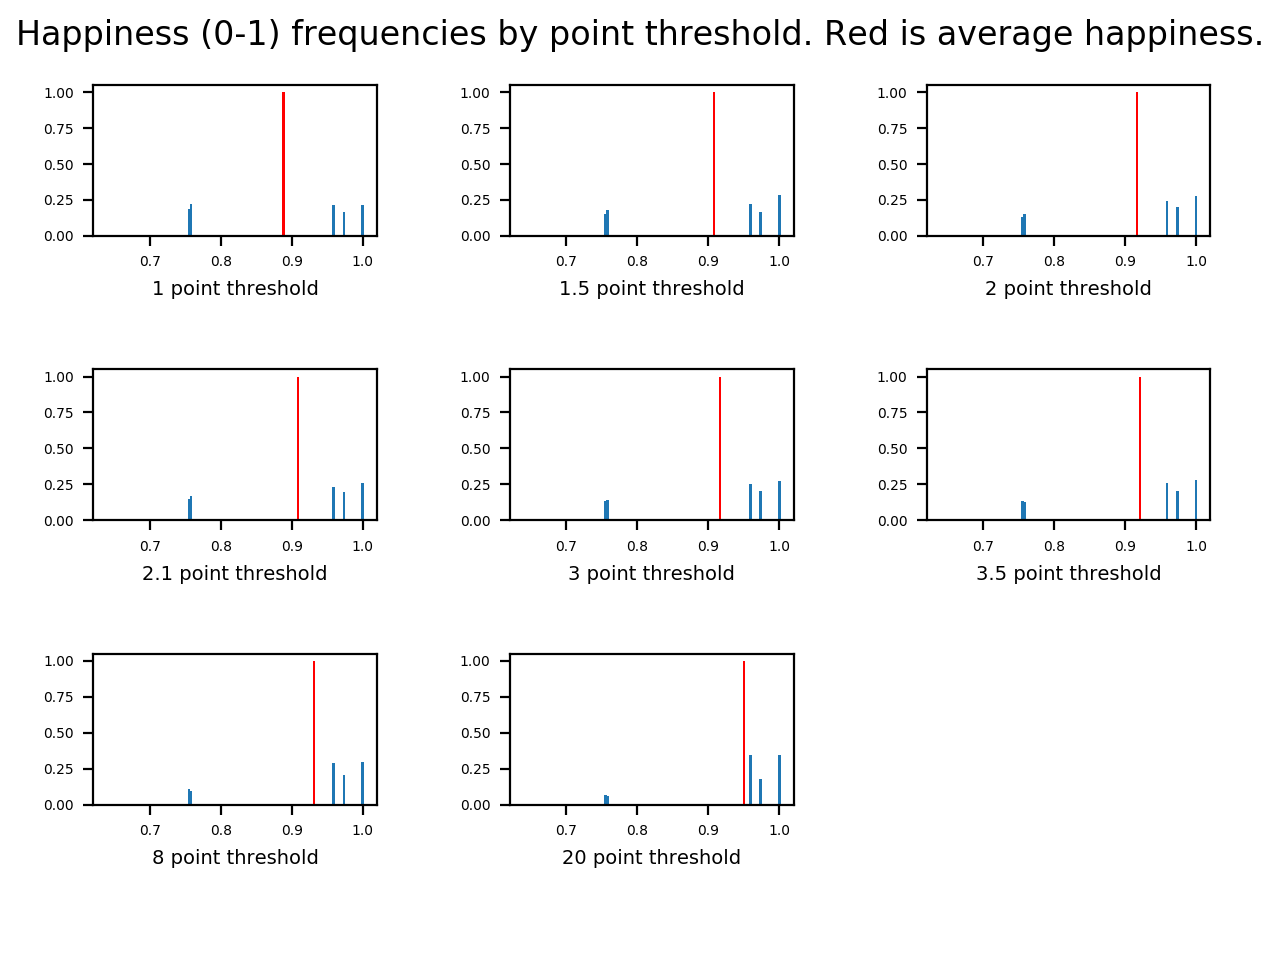 Happiness (0-1) frequencies by point threshold. Red is average happiness.
1.00 1.00 1.00
0.75 0.75 0.75
0.50 0.50 0.50
0.25 0.25 0.25
0.00 0.00 0.00
0.7 0.8 0.9 1.0 0.7 0.8 0.9 1.0 0.7 0.8 0.9 1.0
1 point threshold 1.5 point threshold 2 point threshold
1.00 1.00 1.00
0.75 0.75 0.75
0.50 0.50 0.50
0.25 0.25 0.25
0.00 0.00 0.00
0.7 0.8 0.9 1.0 0.7 0.8 0.9 1.0 0.7 0.8 0.9 1.0
2.1 point threshold 3 point threshold 3.5 point threshold
1.00 1.00
0.75 0.75
0.50 0.50
0.25 0.25
0.00 0.00
0.7 0.8 0.9 1.0 0.7 0.8 0.9 1.0
8 point threshold 20 point threshold